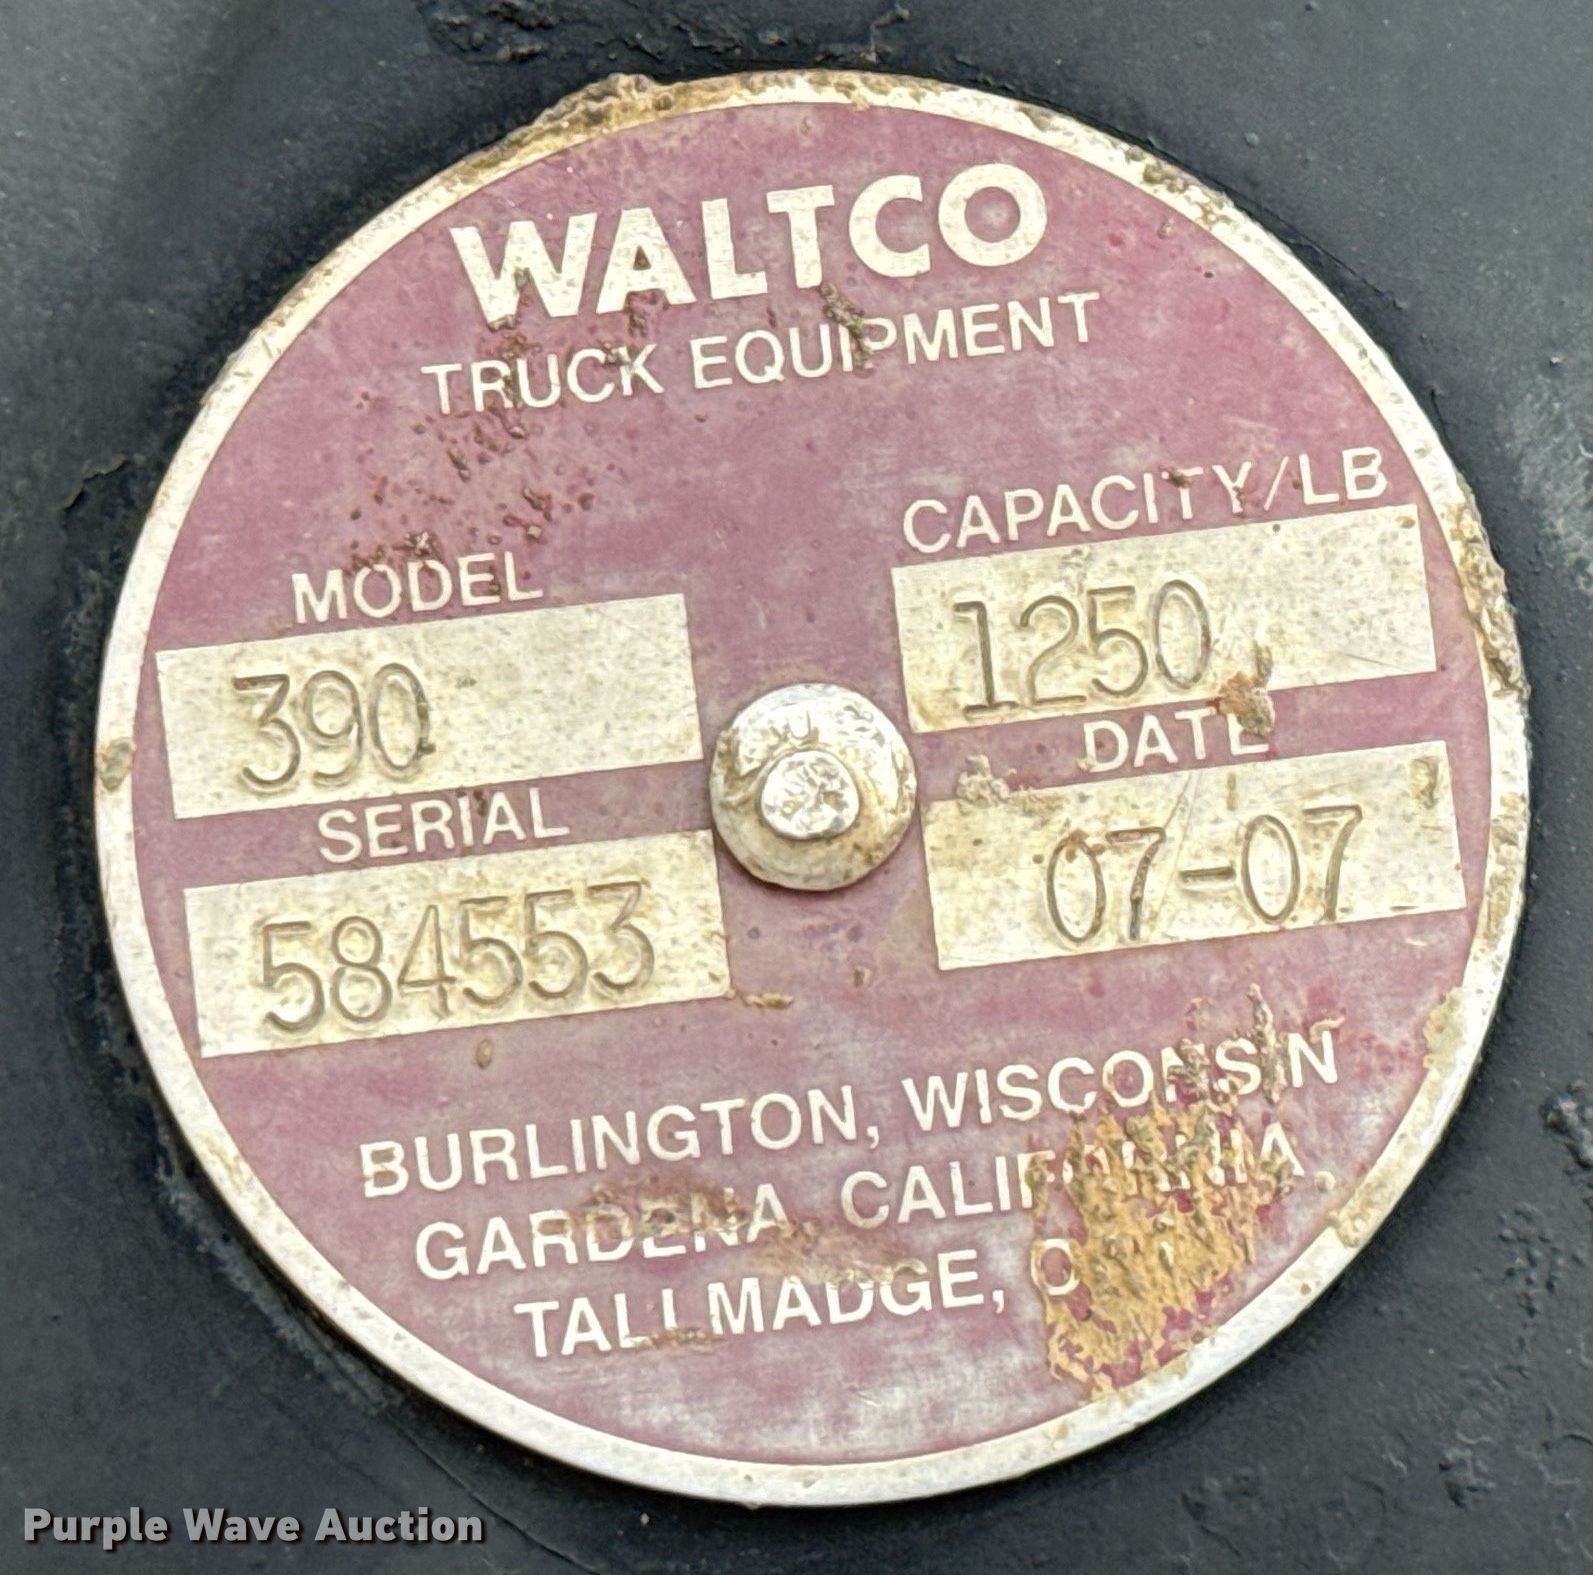 WALTCO
TRUCK EQUIPMENT
MODEL
390
SERIAL
584553
CAPACITY/LB
1250
DATE
07-07
BURLINGTON, WISCONSIN
GARDENA, CALIFORNIA
TALLMADGE,
Purple Wave Auction